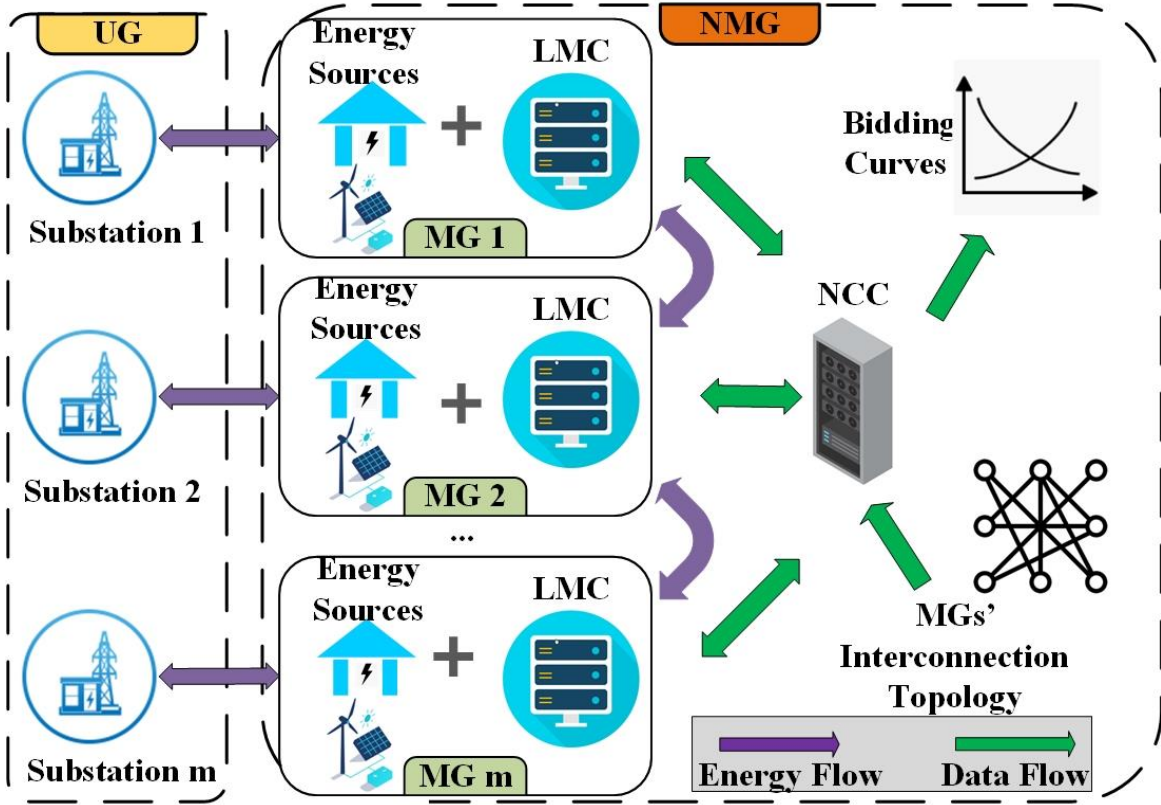 UG
NMG
Energy
Sources
LMC
MG 1
Substation 1
Bidding
Curves
Energy
Sources
LMC
MG 2
Substation 2
NCC
...
Energy
Sources
LMC
MG m
Substation m
MGs’
Interconnection
Topology
Energy Flow
Data Flow